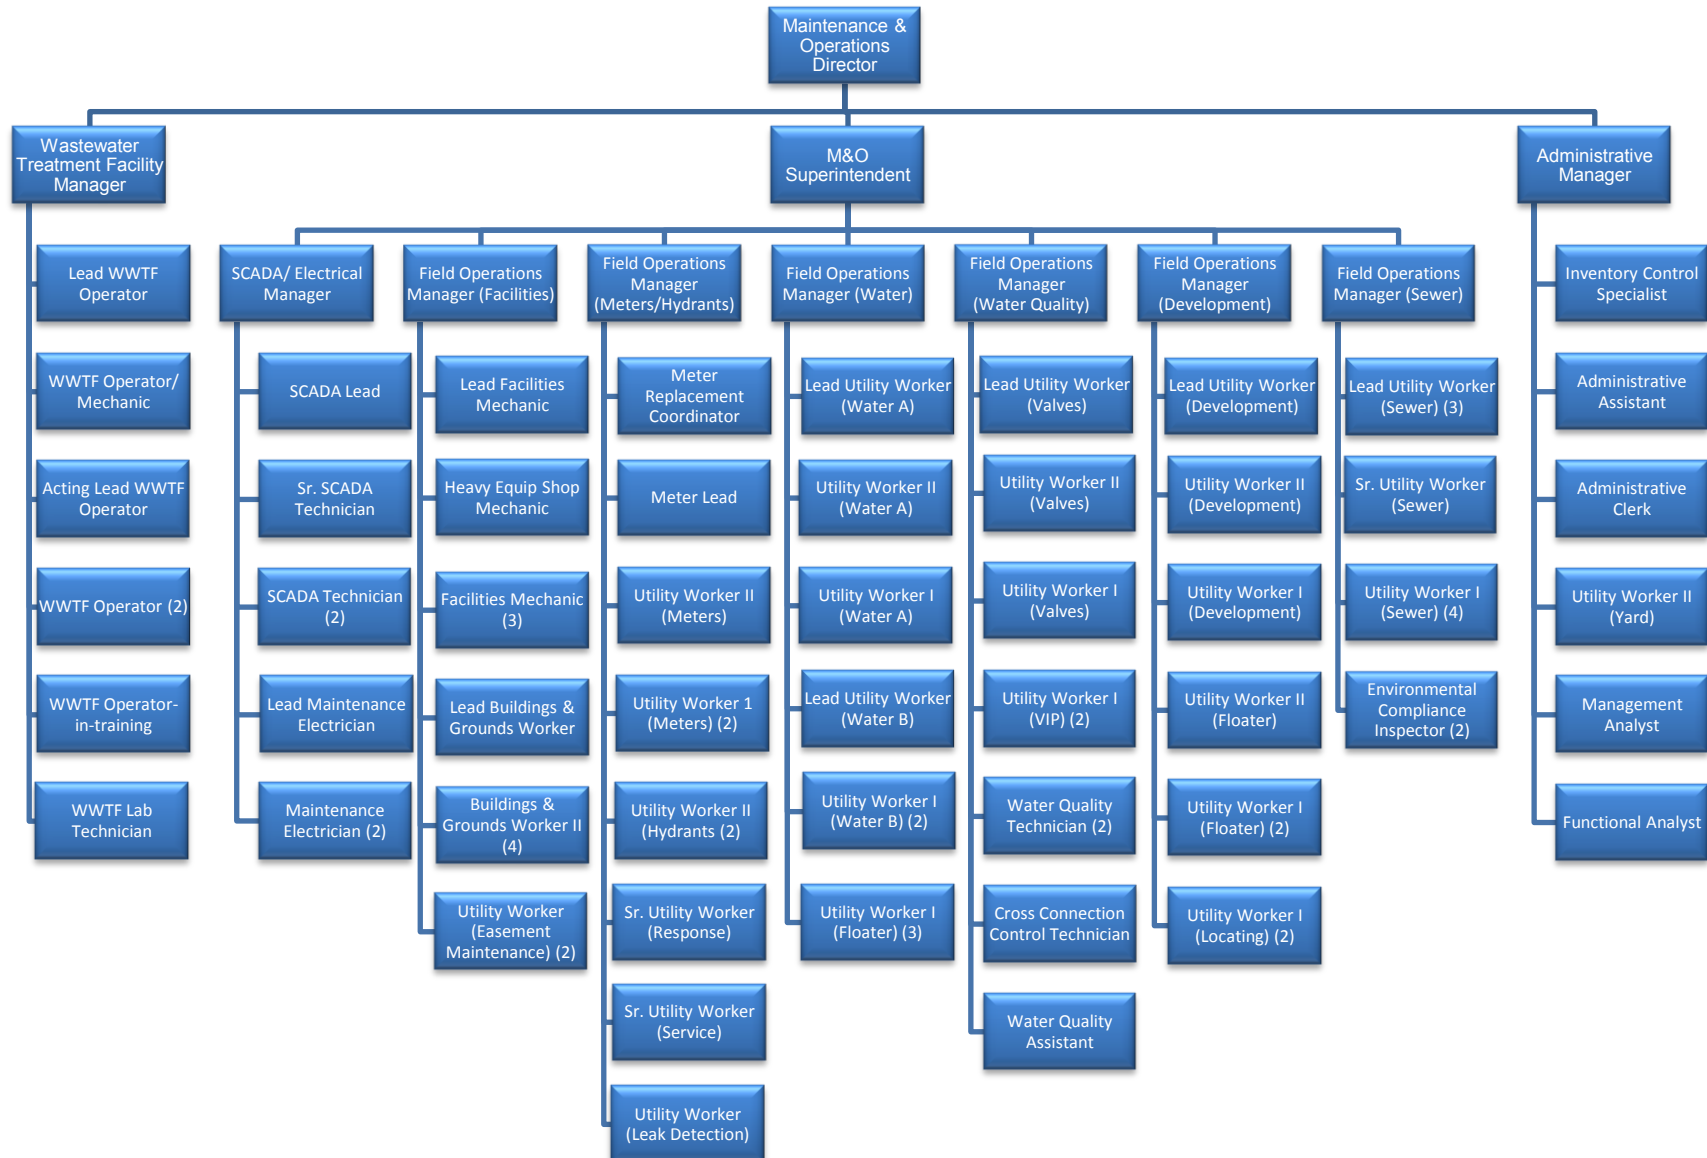 Maintenance &
Operations
Director
Wastewater
Treatment Facility
Manager
M&O
Superintendent
Administrative
Manager
Lead WWTF
Operator
WWTF Operator/
Mechanic
Acting Lead WWTF
Operator
WWTF Operator (2)
WWTF Operator-
in-training
WWTF Lab
Technician
SCADA/ Electrical
Manager
SCADA Lead
Sr. SCADA
Technician
SCADA Technician
(2)
Lead Maintenance
Electrician
Maintenance
Electrician (2)
Field Operations
Manager (Facilities)
Lead Facilities
Mechanic
Heavy Equip Shop
Mechanic
Facilities Mechanic
(3)
Lead Buildings &
Grounds Worker
Buildings &
Grounds Worker II
(4)
Utility Worker
(Easement
Maintenance) (2)
Field Operations
Manager
(Meters/Hydrants)
Meter
Replacement
Coordinator
Meter Lead
Utility Worker II
(Meters)
Utility Worker 1
(Meters) (2)
Utility Worker II
(Hydrants (2)
Sr. Utility Worker
(Response)
Sr. Utility Worker
(Service)
Utility Worker
(Leak Detection)
Field Operations
Manager (Water)
Lead Utility Worker
(Water A)
Utility Worker II
(Water A)
Utility Worker I
(Water A)
Lead Utility Worker
(Water B)
Utility Worker I
(Water B) (2)
Utility Worker I
(Floater) (3)
Field Operations
Manager
(Water Quality)
Lead Utility Worker
(Valves)
Utility Worker II
(Valves)
Utility Worker I
(Valves)
Utility Worker I
(VIP) (2)
Water Quality
Technician (2)
Cross Connection
Control Technician
Water Quality
Assistant
Field Operations
Manager
(Development)
Lead Utility Worker
(Development)
Utility Worker II
(Development)
Utility Worker I
(Development)
Utility Worker II
(Floater)
Utility Worker I
(Floater) (2)
Utility Worker I
(Locating) (2)
Field Operations
Manager (Sewer)
Lead Utility Worker
(Sewer) (3)
Sr. Utility Worker
(Sewer)
Utility Worker I
(Sewer) (4)
Environmental
Compliance
Inspector (2)
Inventory Control
Specialist
Administrative
Assistant
Administrative
Clerk
Utility Worker II
(Yard)
Management
Analyst
Functional Analyst